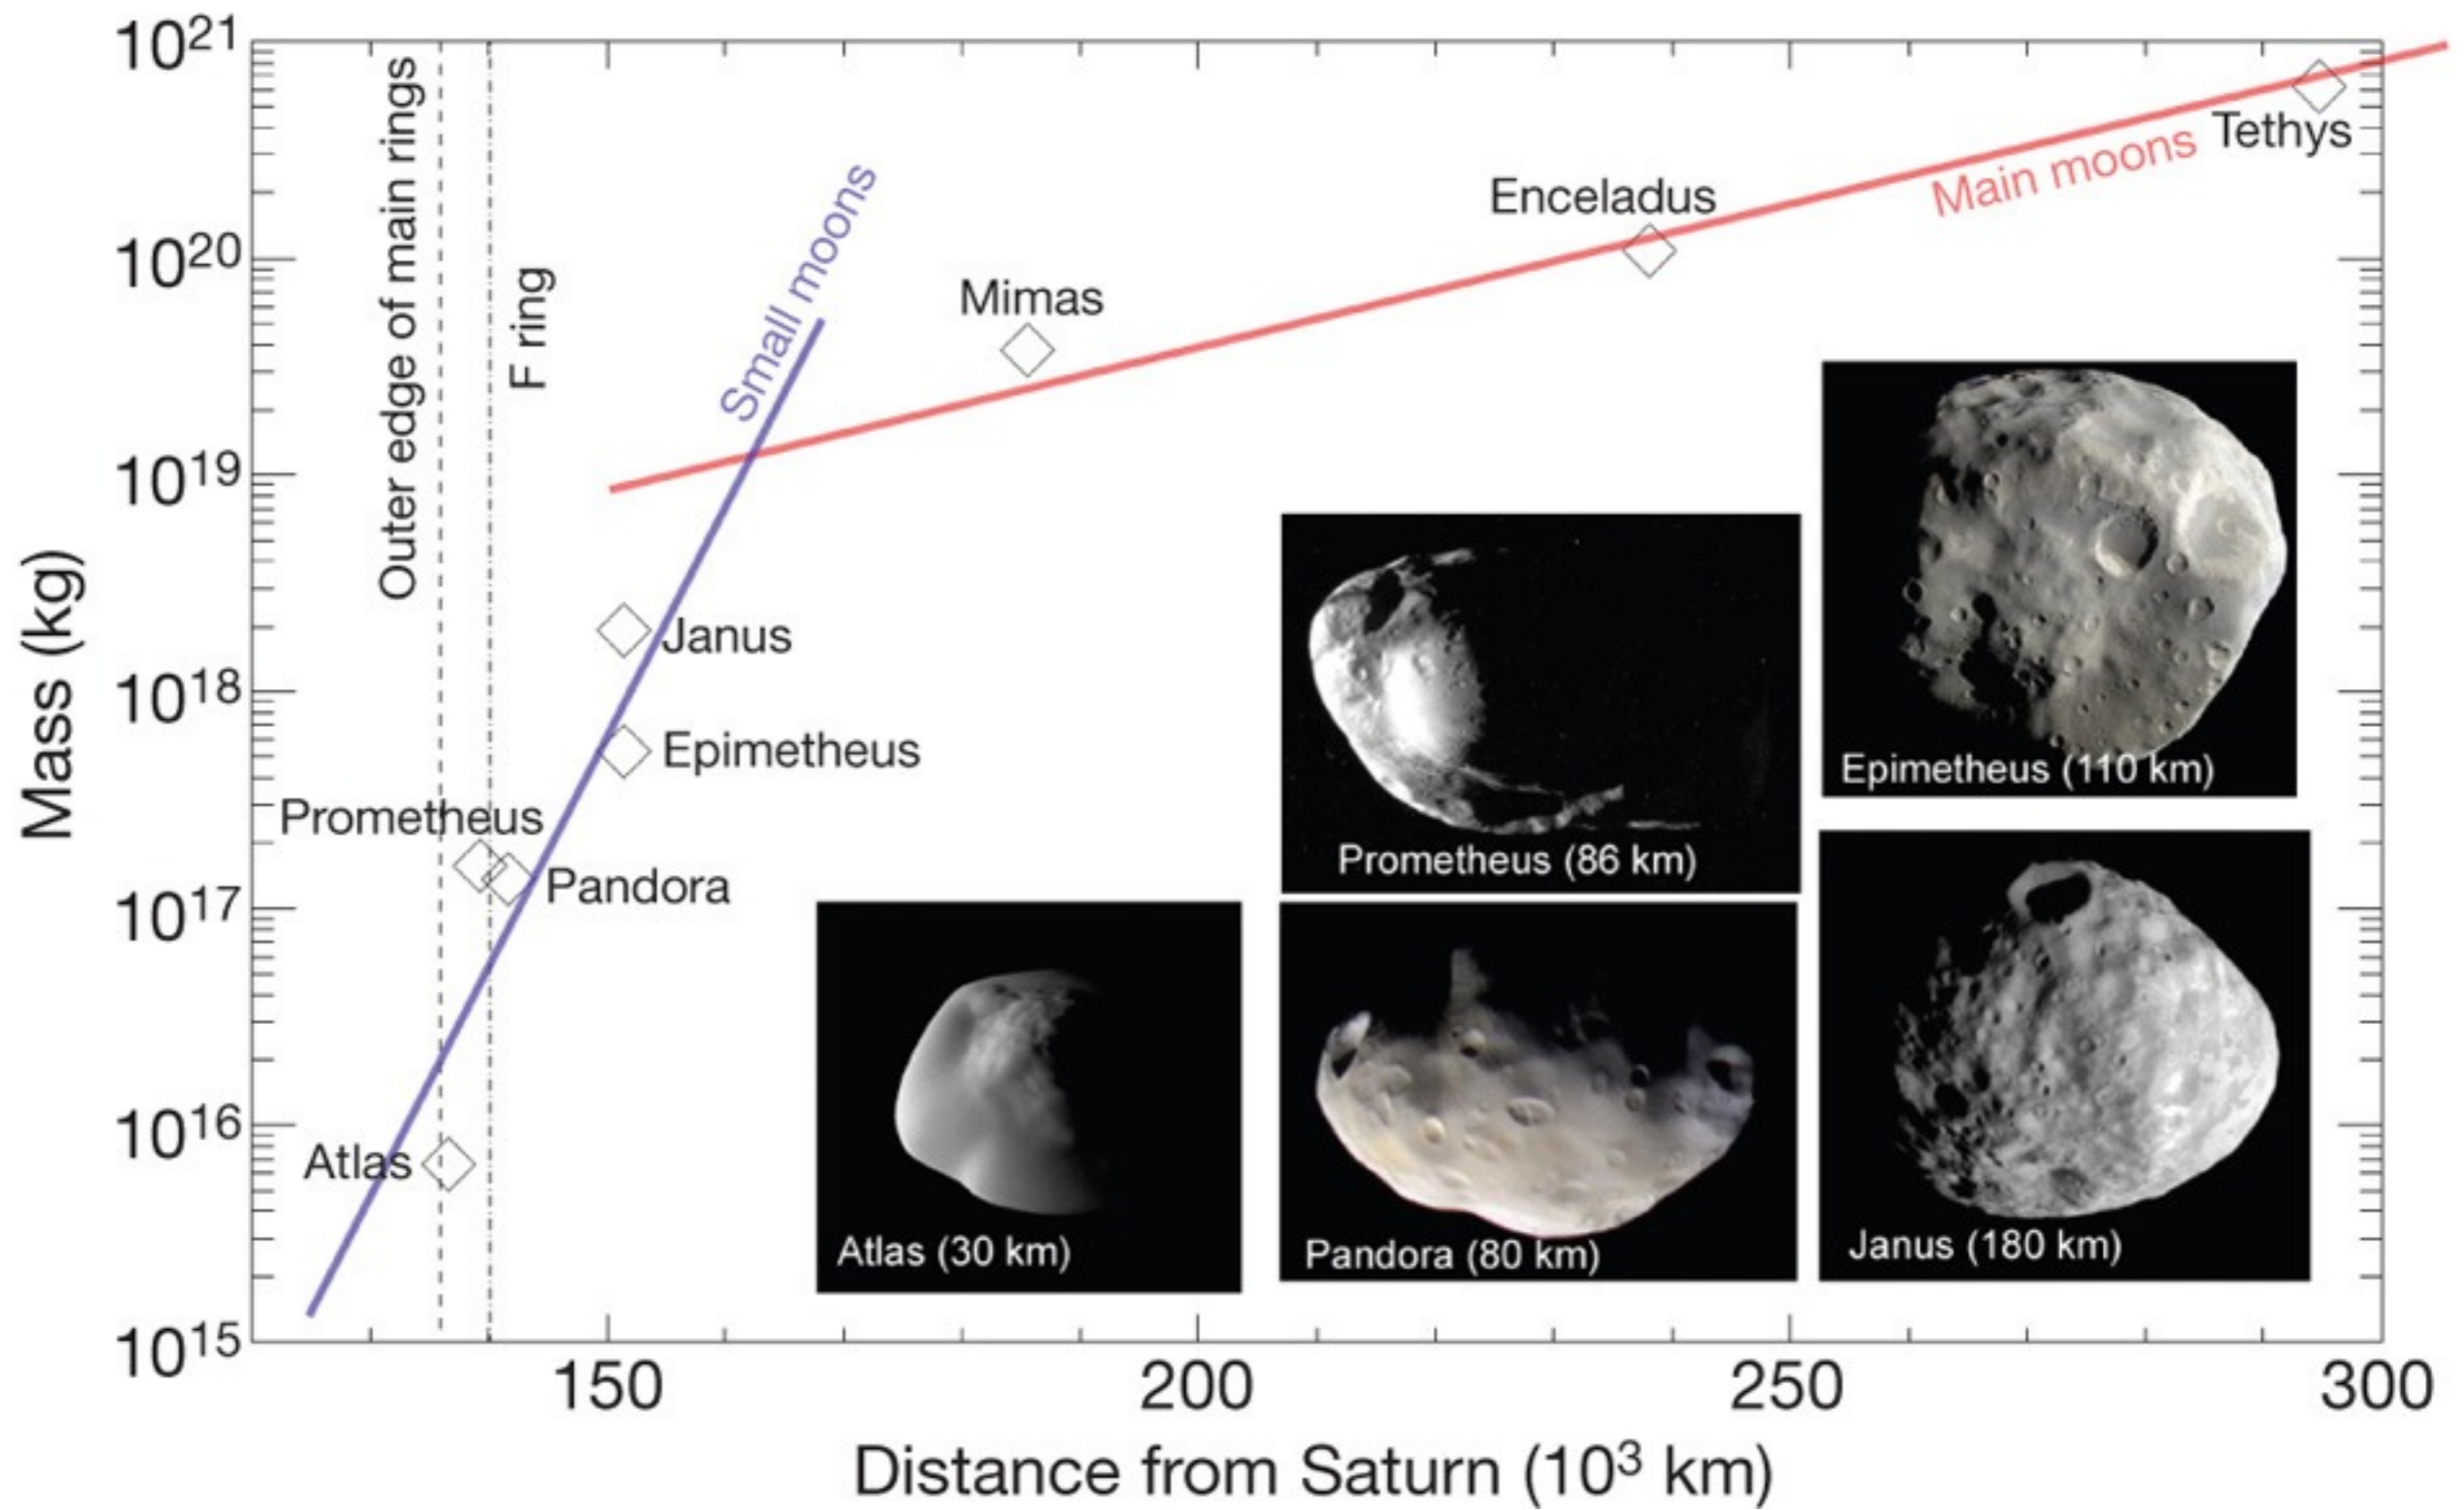 10²¹
10²⁰
10¹⁹
10¹⁸
10¹⁷
10¹⁶
10¹⁵
Mass (kg)
Outer edge of main rings
F ring
Small moons
Main moons
Tethys
Enceladus
Mimas
Janus
Epimetheus
Prometheus
Pandora
Atlas
Epimetheus (110 km)
Prometheus (86 km)
Atlas (30 km)
Pandora (80 km)
Janus (180 km)
150 200 250 300
Distance from Saturn (10³ km)